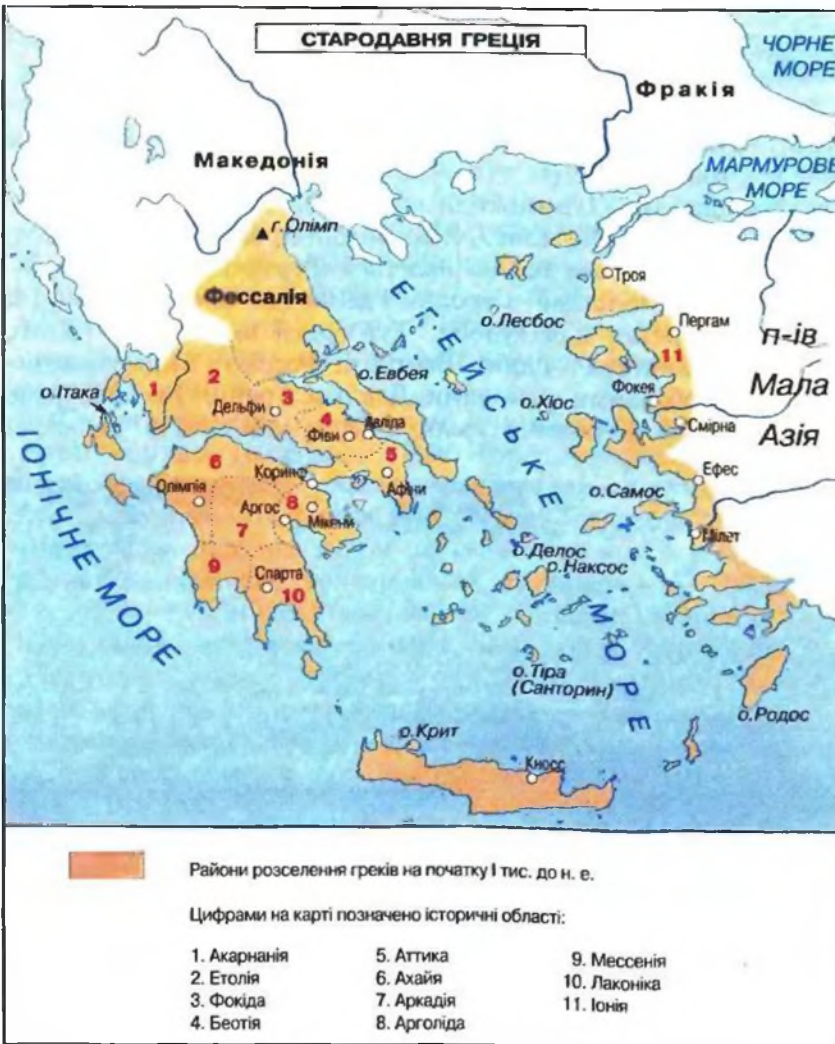 СТАРОДАВНЯ ГРЕЦІЯ
ЧОРНЕ
МОРЕ
Фракія
Македонія
МАРМУРОВЕ
МОРЕ
г.Олімп
Фессалія
Троя
о.Лесбос
Пергам
11
п-ів
Мала
Азія
ЕГЕЙСЬКЕ МОРЕ
о.Евбея
1
2
о.Ітака
3
Дельфи
4
Фіви
Авліда
Фокея
о.Хіос
Смірна
5
6
Коринф
Афіни
Ефес
Олімпія
8
о.Самос
Аргос
Мікени
7
Мілет
ІОНІЧНЕ МОРЕ
о.Делос
р.Наксос
9
Спарта
10
о.Тіра
(Санторин)
о.Родос
о.Крит
Кносс
Райони розселення греків на початку І тис. до н. е.
Цифрами на карті позначено історичні області:
1. Акарнанія
2. Етолія
3. Фокіда
4. Беотія
5. Аттика
6. Ахайя
7. Аркадія
8. Арголіда
9. Мессенія
10. Лаконіка
11. Іонія